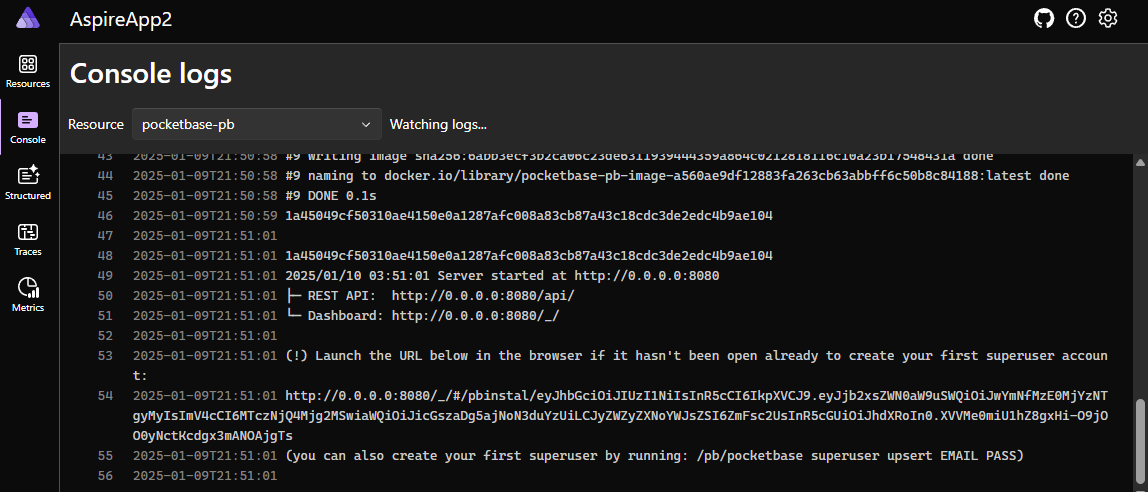 AspireApp2
Console logs
Resource pocketbase-pb Watching logs...
Resources
Console
Structured
Traces
Metrics
43 2025-01-09T21:50:58 #9 writing image sha256:6abb3ecf3b2ca06c23de6311939444359a864c0212818116c10a23b17548431a done
44 2025-01-09T21:50:58 #9 naming to docker.io/library/pocketbase-pb-image-a560ae9df12883fa263cb63abbff6c50b8c84188:latest done
45 2025-01-09T21:50:58 #9 DONE 0.1s
46 2025-01-09T21:50:59 1a45049cf50310ae4150e0a1287afc008a83cb87a43c18cdc3de2edc4b9ae104
47 2025-01-09T21:51:01
48 2025-01-09T21:51:01 1a45049cf50310ae4150e0a1287afc008a83cb87a43c18cdc3de2edc4b9ae104
49 2025-01-09T21:51:01 2025/01/10 03:51:01 Server started at http://0.0.0.0:8080
50 2025-01-09T21:51:01 ├─ REST API:  http://0.0.0.0:8080/api/
51 2025-01-09T21:51:01 └─ Dashboard: http://0.0.0.0:8080/_/
52 2025-01-09T21:51:01
53 2025-01-09T21:51:01 (!) Launch the URL below in the browser if it hasn't been open already to create your first superuser accoun
t:
54 2025-01-09T21:51:01 http://0.0.0.0:8080/_/#/pbinstal/eyJhbGciOiJIUzI1NiIsInR5cCI6IkpXVCJ9.eyJjb2xsZWN0aW9uSWQiOiJwYmNfMzE0MjYzNT
gyMyIsImV4cCI6MTczNjQ4Mjg2MSwiaWQiOiJicGszaDg5ajNoN3duYzUiLCJyZWZyZXNoYWJsZSI6ZmFsc2UsInR5cGUiOiJhdXRoIn0.XVVMe0miU1hZ8gxHi-O9jO
O0yNctKcdgx3mANOAjgTs
55 2025-01-09T21:51:01 (you can also create your first superuser by running: /pb/pocketbase superuser upsert EMAIL PASS)
56 2025-01-09T21:51:01